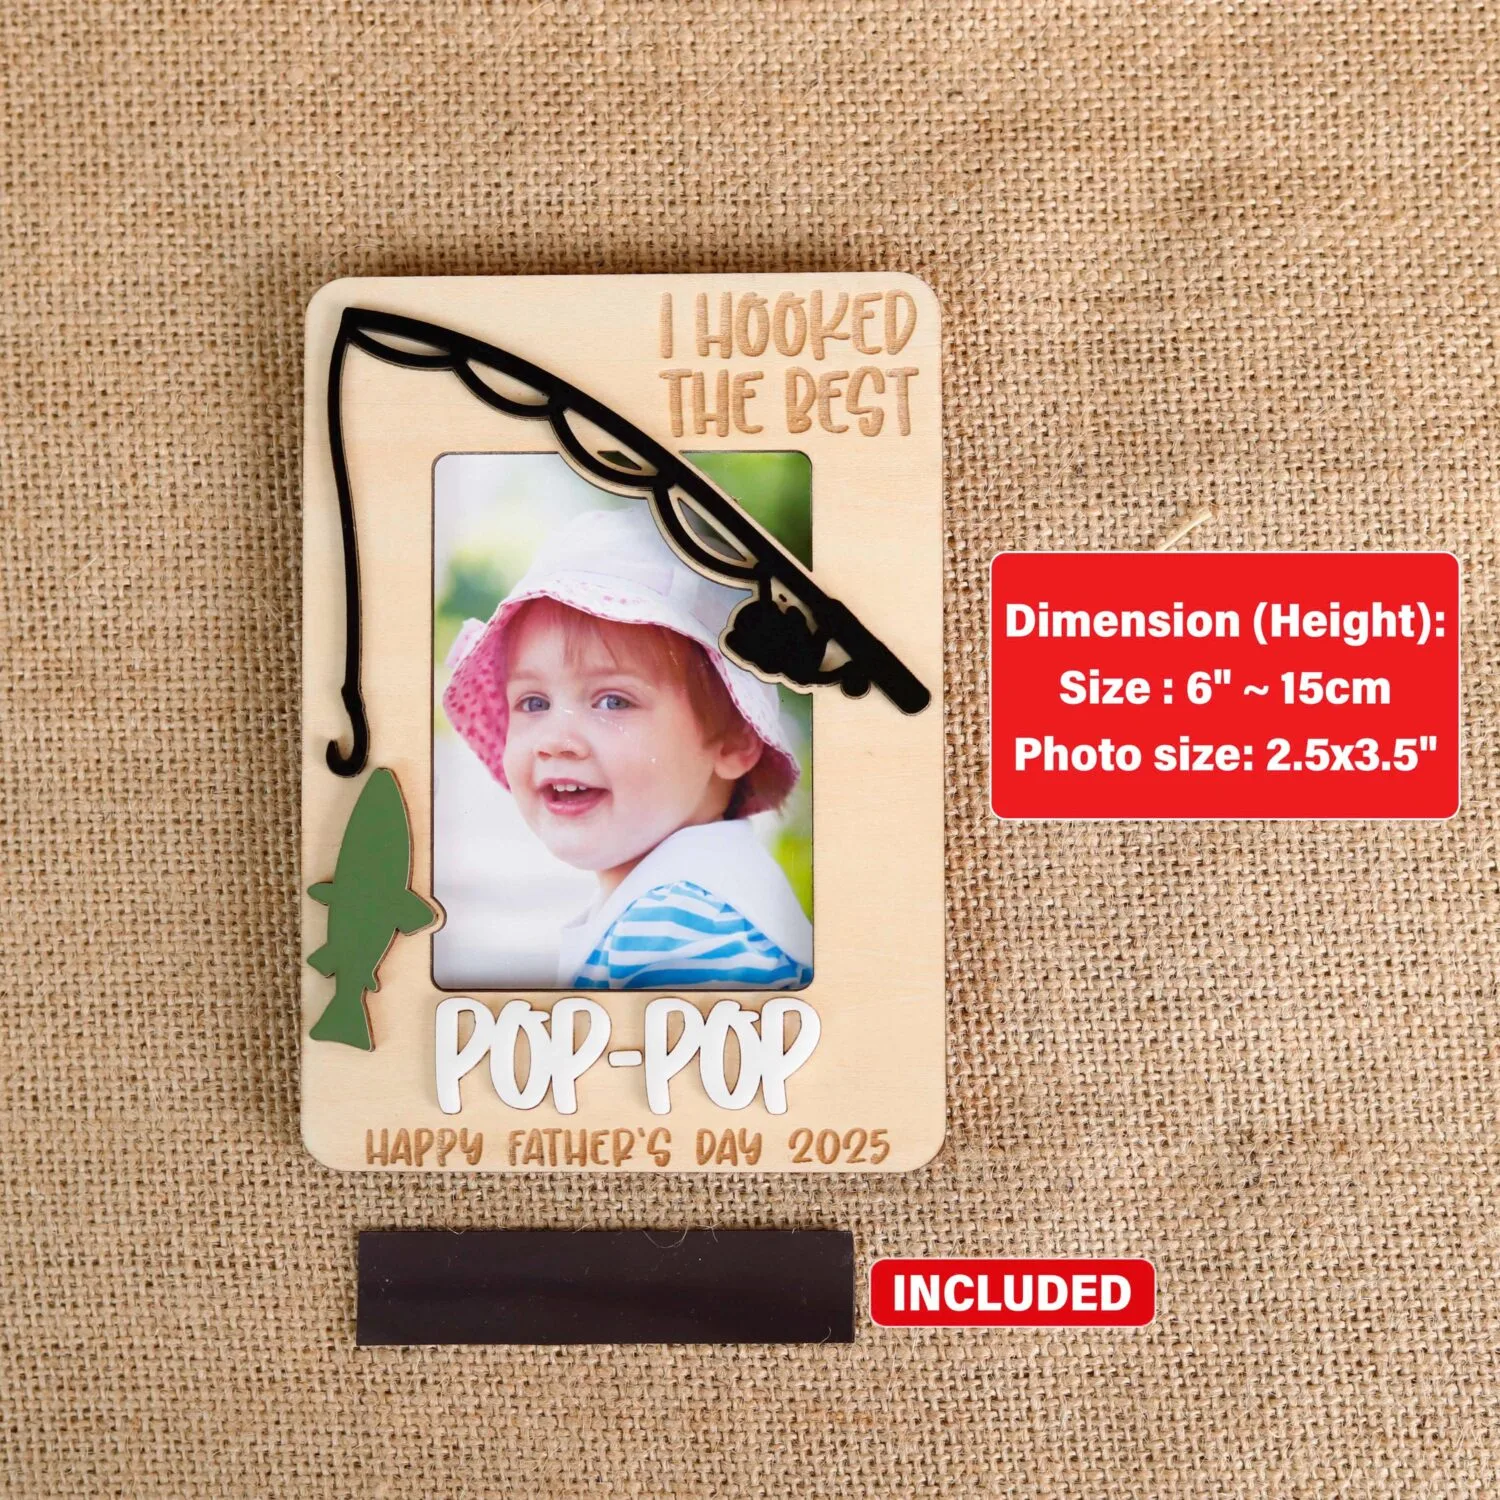 I HOOKED
THE BEST
POP-POP
HAPPY FATHER'S DAY 2025
Dimension (Height):
Size : 6" ~ 15cm
Photo size: 2.5x3.5"
INCLUDED